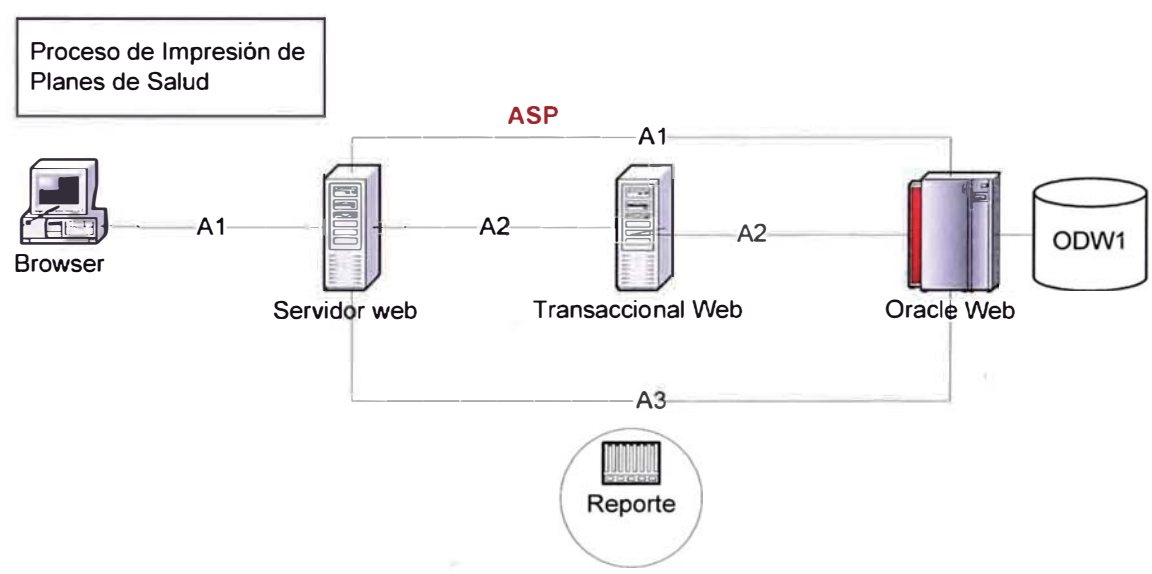 Proceso de Impresión de
Planes de Salud
ASP
A1
A1
A2
A2
ODW1
Browser
Servidor web
Transaccional Web
Oracle Web
A3
Reporte